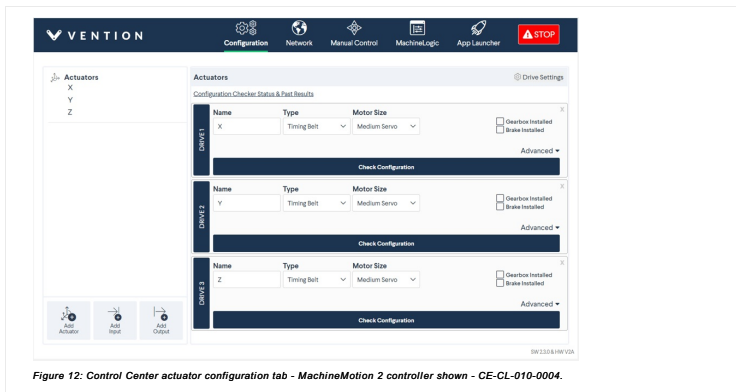 VENTION
Configuration
Network
Manual Control
MachineLogic
App Launcher
STOP
Actuators
X
Y
Z
Add
Actuator
Add
Input
Add
Output
Actuators
Drive Settings
Configuration Checker Status & Past Results
X
DRIVE 1
Name
Type
Motor Size
X
Timing Belt
Medium Servo
Gearbox Installed
Brake Installed
Advanced
Check Configuration
X
DRIVE 2
Name
Type
Motor Size
Y
Timing Belt
Medium Servo
Gearbox Installed
Brake Installed
Advanced
Check Configuration
X
DRIVE 3
Name
Type
Motor Size
Z
Timing Belt
Medium Servo
Gearbox Installed
Brake Installed
Advanced
Check Configuration
SW 2.3.0 & HW V2A
Figure 12: Control Center actuator configuration tab - MachineMotion 2 controller shown - CE-CL-010-0004.